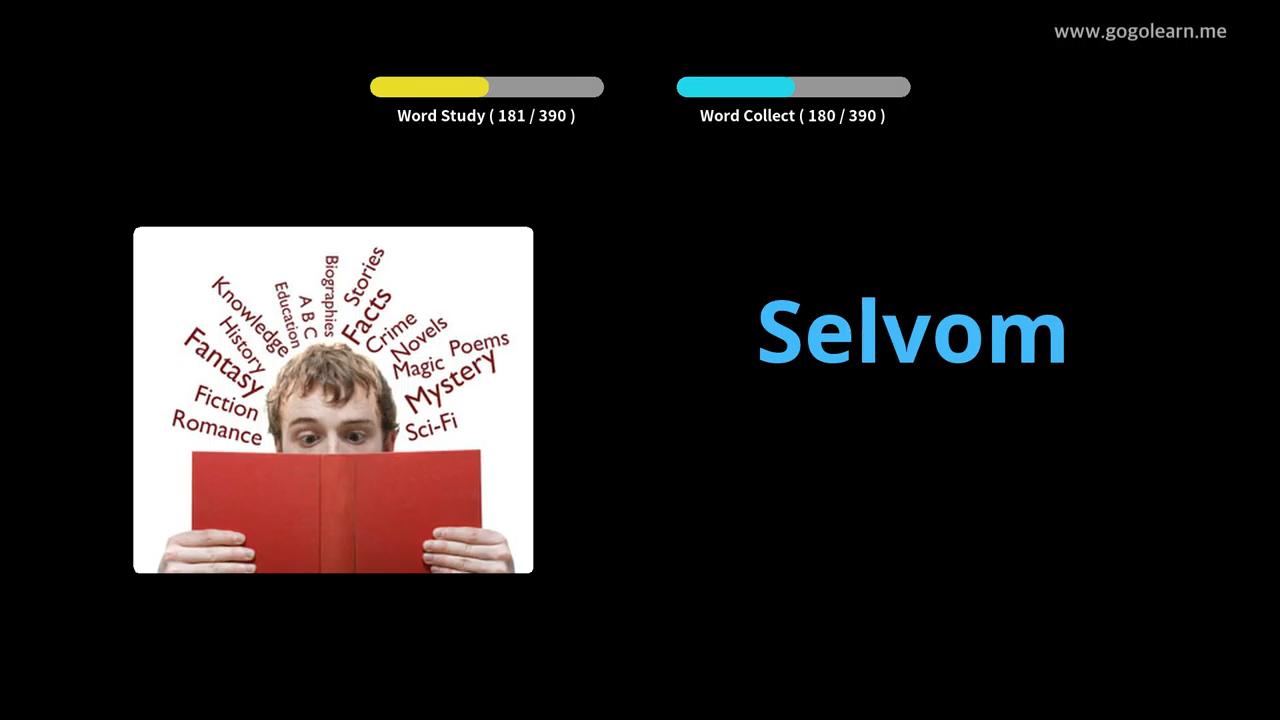 www.gogolearn.me
Word Study ( 181 / 390 )
Word Collect ( 180 / 390 )
Selvom
Romance
Fiction
Fantasy
History
Knowledge
Education
A B C
Biographies
Stories
Facts
Crime
Novels
Magic
Poems
Mystery
Sci-Fi